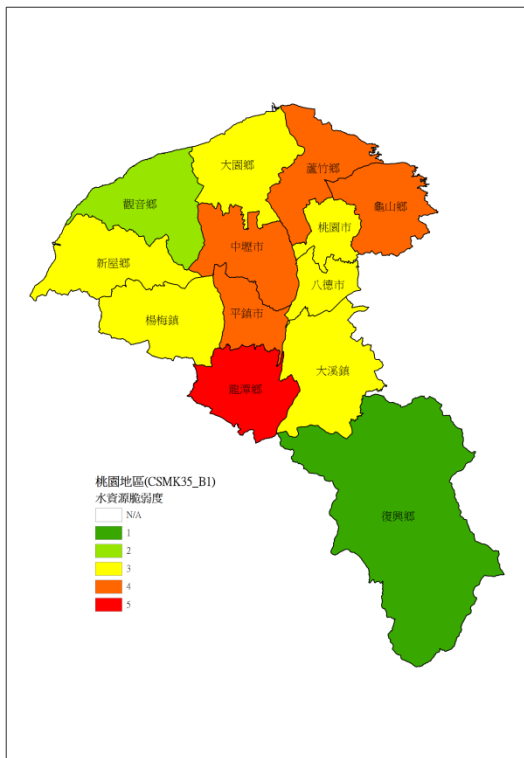 大園鄉
蘆竹鄉
觀音鄉
龜山鄉
桃園市
中壢市
新屋鄉
八德市
楊梅鎮
平鎮市
大溪鎮
龍潭鄉
桃園地區(CSMK35_B1)
水資源脆弱度
N/A
1
2
3
4
5
復興鄉